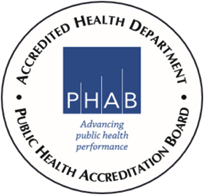 ACCREDITED HEALTH DEPARTMENT
PHAB
Advancing
public health
performance
• PUBLIC HEALTH ACCREDITATION BOARD •